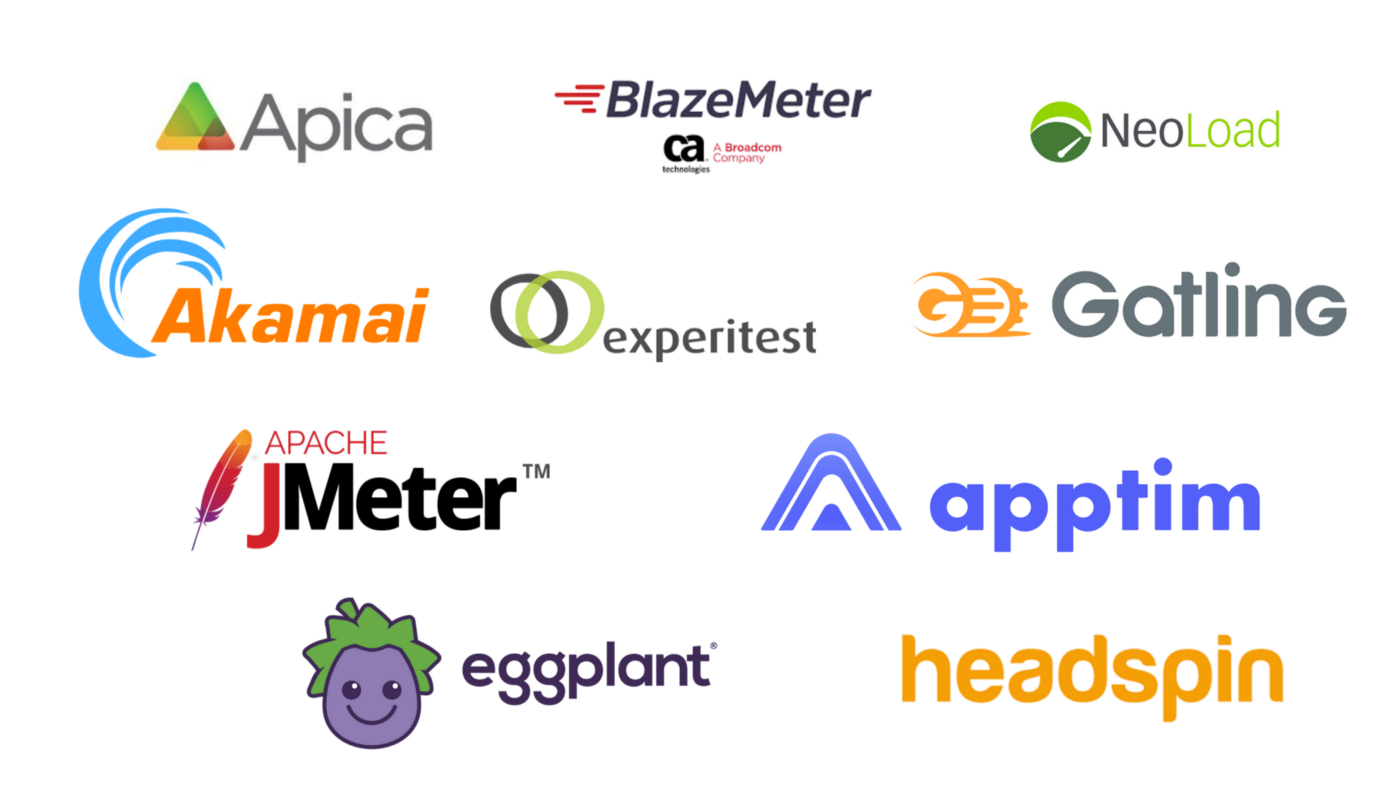 Apica
BlazeMeter
ca
technologies
A Broadcom
Company
NeoLoad
Akamai
experitest
Gatling
APACHE
JMeter™
apptim
eggplant®
headspin